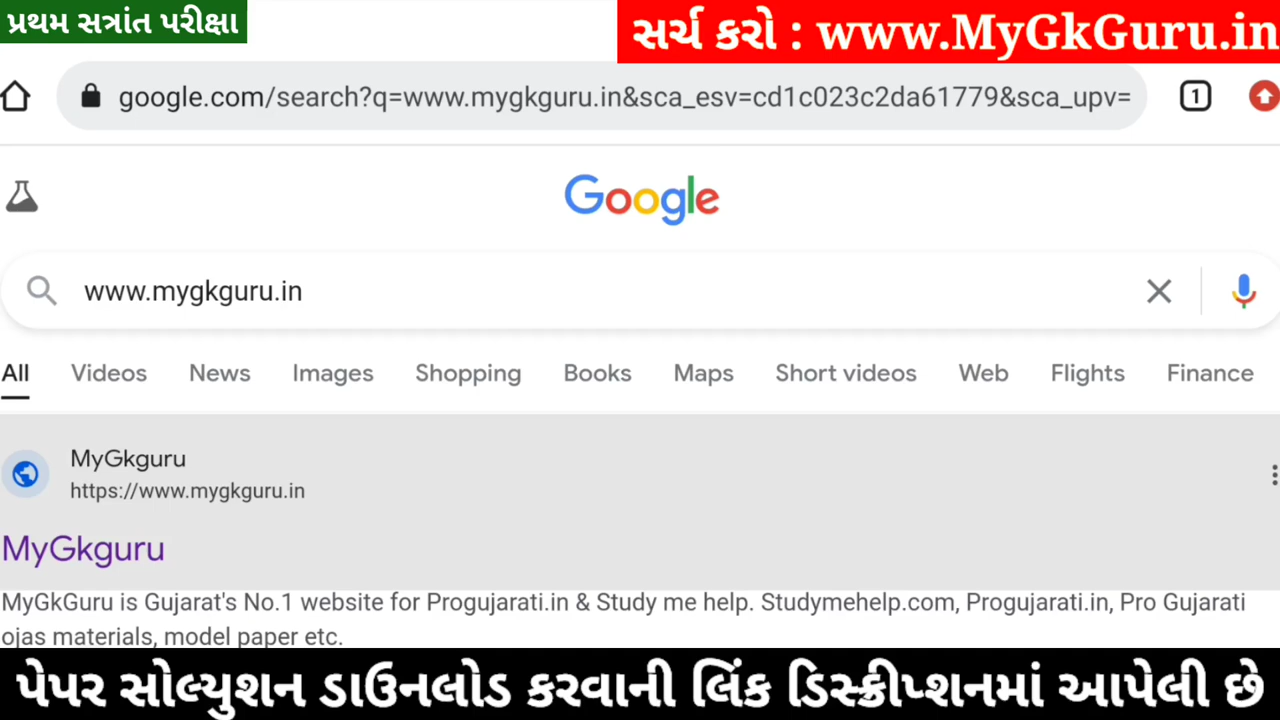 પ્રથમ સત્રાંત પરીક્ષા
સર્ચ કરો : www.MyGkGuru.in
google.com/search?q=www.mygkguru.in&sca_esv=cd1c023c2da61779&sca_upv=
1
Google
www.mygkguru.in
All Videos News Images Shopping Books Maps Short videos Web Flights Finance
MyGkguru
https://www.mygkguru.in
MyGkguru
MyGkGuru is Gujarat's No.1 website for Progujarati.in & Study me help. Studymehelp.com, Progujarati.in, Pro Gujarati
ojas materials, model paper etc.
પેપર સોલ્યુશન ડાઉનલોડ કરવાની લિંક ડિસ્ક્રીપ્શનમાં આપેલી છે